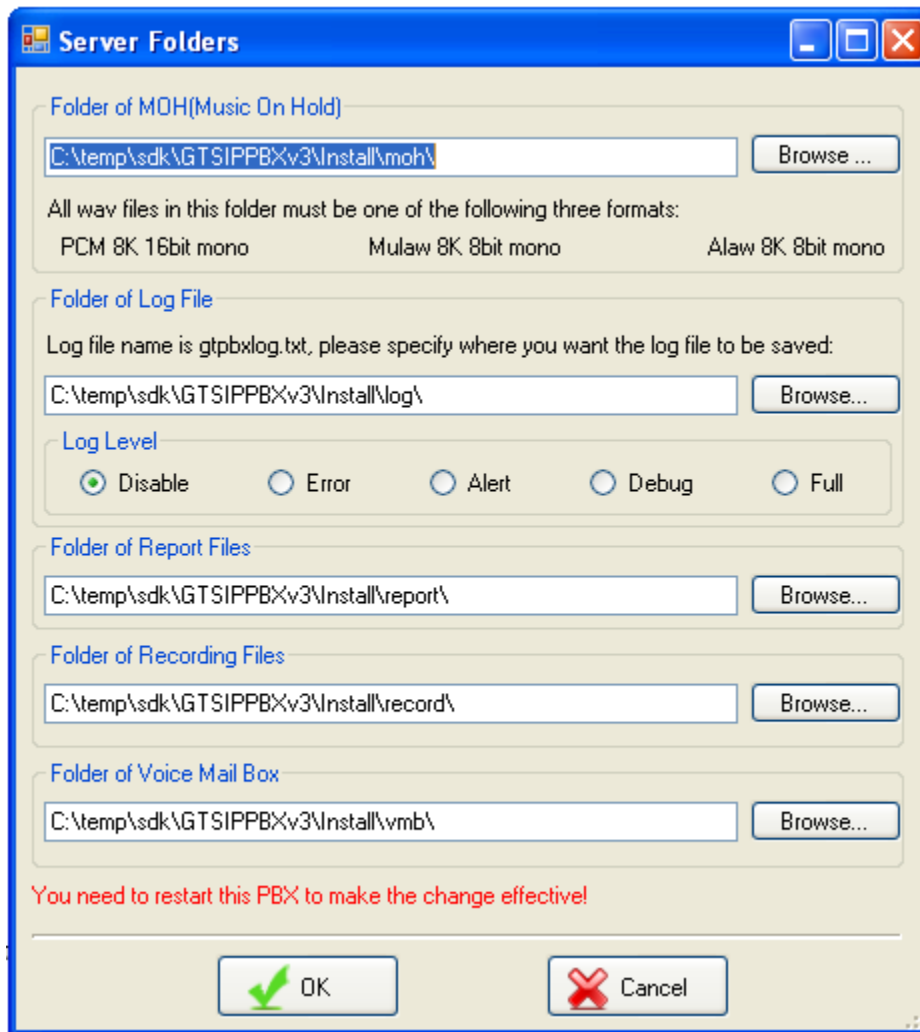 Server Folders
Folder of MOH(Music On Hold)
C:\temp\sdk\GTSIPPBXv3\Install\moh\ Browse ...
All wav files in this folder must be one of the following three formats:
PCM 8K 16bit mono Mulaw 8K 8bit mono Alaw 8K 8bit mono
Folder of Log File
Log file name is gtpbxlog.txt, please specify where you want the log file to be saved:
C:\temp\sdk\GTSIPPBXv3\Install\log\ Browse...
Log Level
Disable Error Alert Debug Full
Folder of Report Files
C:\temp\sdk\GTSIPPBXv3\Install\report\ Browse...
Folder of Recording Files
C:\temp\sdk\GTSIPPBXv3\Install\record\ Browse...
Folder of Voice Mail Box
C:\temp\sdk\GTSIPPBXv3\Install\vmb\ Browse...
You need to restart this PBX to make the change effective!
OK Cancel